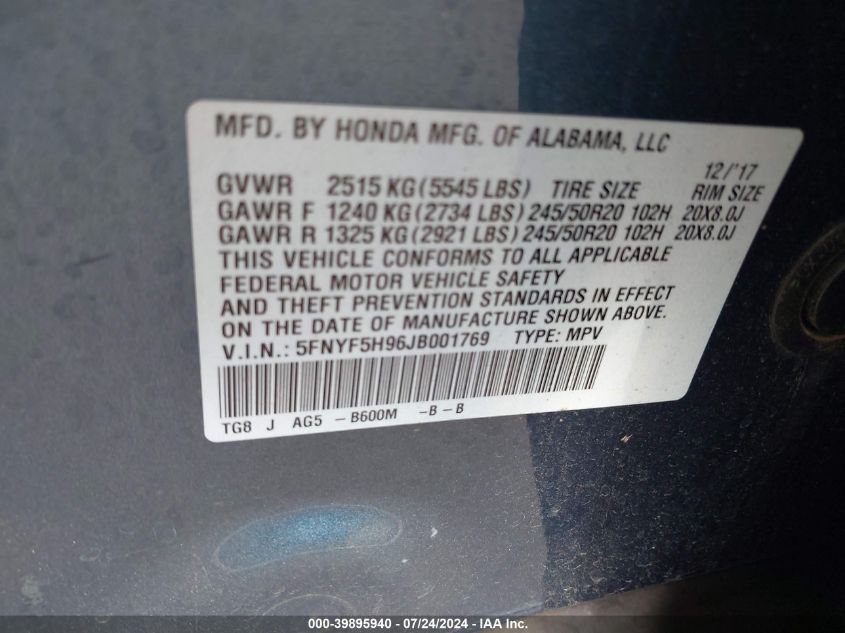 MFD. BY HONDA MFG. OF ALABAMA, LLC
12/'17
GVWR 2515 KG (5545 LBS) TIRE SIZE RIM SIZE
GAWR F 1240 KG (2734 LBS) 245/50R20 102H 20X8.0J
GAWR R 1325 KG (2921 LBS) 245/50R20 102H 20X8.0J
THIS VEHICLE CONFORMS TO ALL APPLICABLE
FEDERAL MOTOR VEHICLE SAFETY
AND THEFT PREVENTION STANDARDS IN EFFECT
ON THE DATE OF MANUFACTURE SHOWN ABOVE.
V.I.N.: 5FNYF5H96JB001769 TYPE: MPV
TG8 J AG5 -B600M -B-B
000-39895940 / 07/24/2024 - IAA Inc.